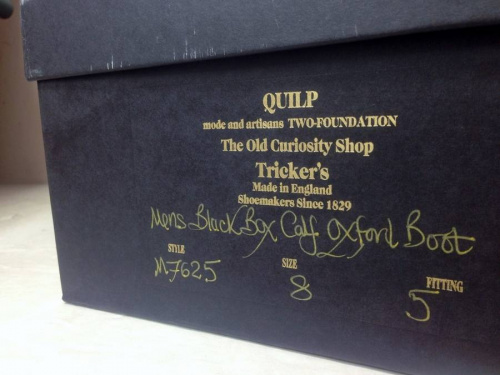 QUILP
mode and artisans TWO-FOUNDATION
The Old Curiosity Shop
Tricker's
Made in England
Shoemakers Since 1829
Mens Black Box Calf Oxford Boot
STYLE SIZE FITTING
M7625 8 5